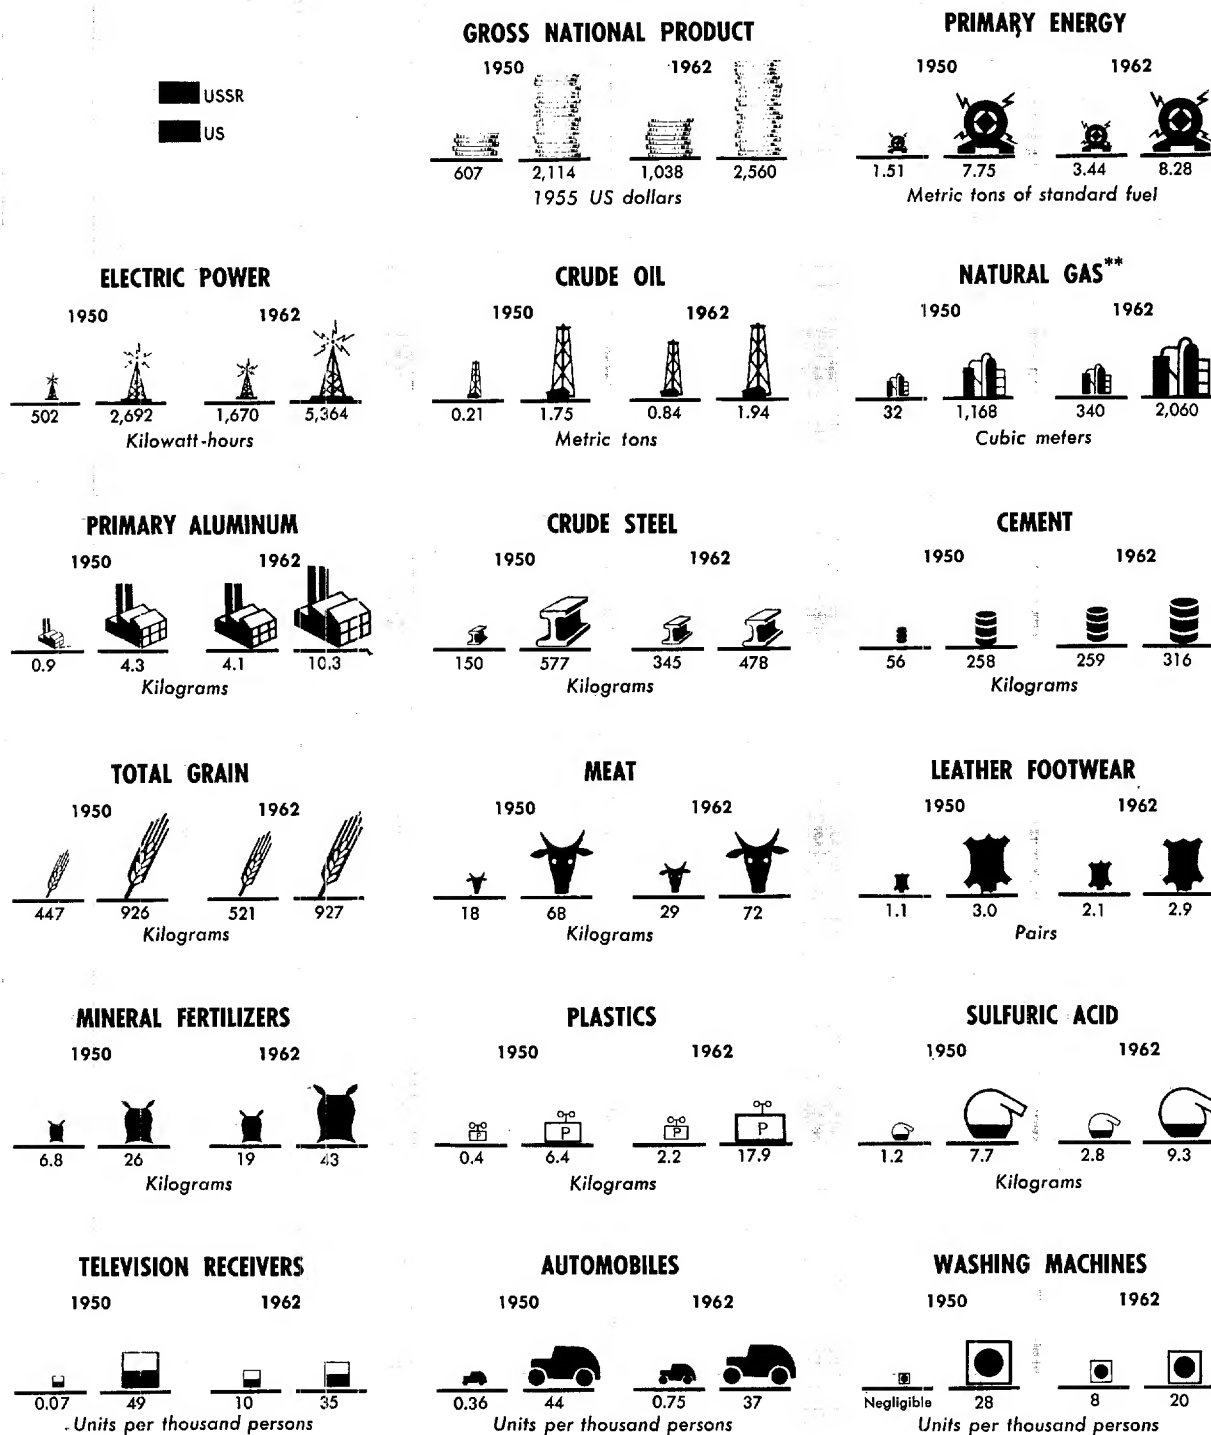 USSR
US
GROSS NATIONAL PRODUCT
1950 1962
607 2,114 1,038 2,560
1955 US dollars
PRIMARY ENERGY
1950 1962
1.51 7.75 3.44 8.28
Metric tons of standard fuel
ELECTRIC POWER
1950 1962
502 2,692 1,670 5,364
Kilowatt-hours
CRUDE OIL
1950 1962
0.21 1.75 0.84 1.94
Metric tons
NATURAL GAS**
1950 1962
32 1,168 340 2,060
Cubic meters
PRIMARY ALUMINUM
1950 1962
0.9 4.3 4.1 10.3
Kilograms
CRUDE STEEL
1950 1962
150 577 345 478
Kilograms
CEMENT
1950 1962
56 258 259 316
Kilograms
TOTAL GRAIN
1950 1962
447 926 521 927
Kilograms
MEAT
1950 1962
18 68 29 72
Kilograms
LEATHER FOOTWEAR
1950 1962
1.1 3.0 2.1 2.9
Pairs
MINERAL FERTILIZERS
1950 1962
6.8 26 19 43
Kilograms
PLASTICS
1950 1962
P P P P
0.4 6.4 2.2 17.9
Kilograms
SULFURIC ACID
1950 1962
1.2 7.7 2.8 9.3
Kilograms
TELEVISION RECEIVERS
1950 1962
0.07 49 10 35
Units per thousand persons
AUTOMOBILES
1950 1962
0.36 44 0.75 37
Units per thousand persons
WASHING MACHINES
1950 1962
Negligible 28 8 20
Units per thousand persons